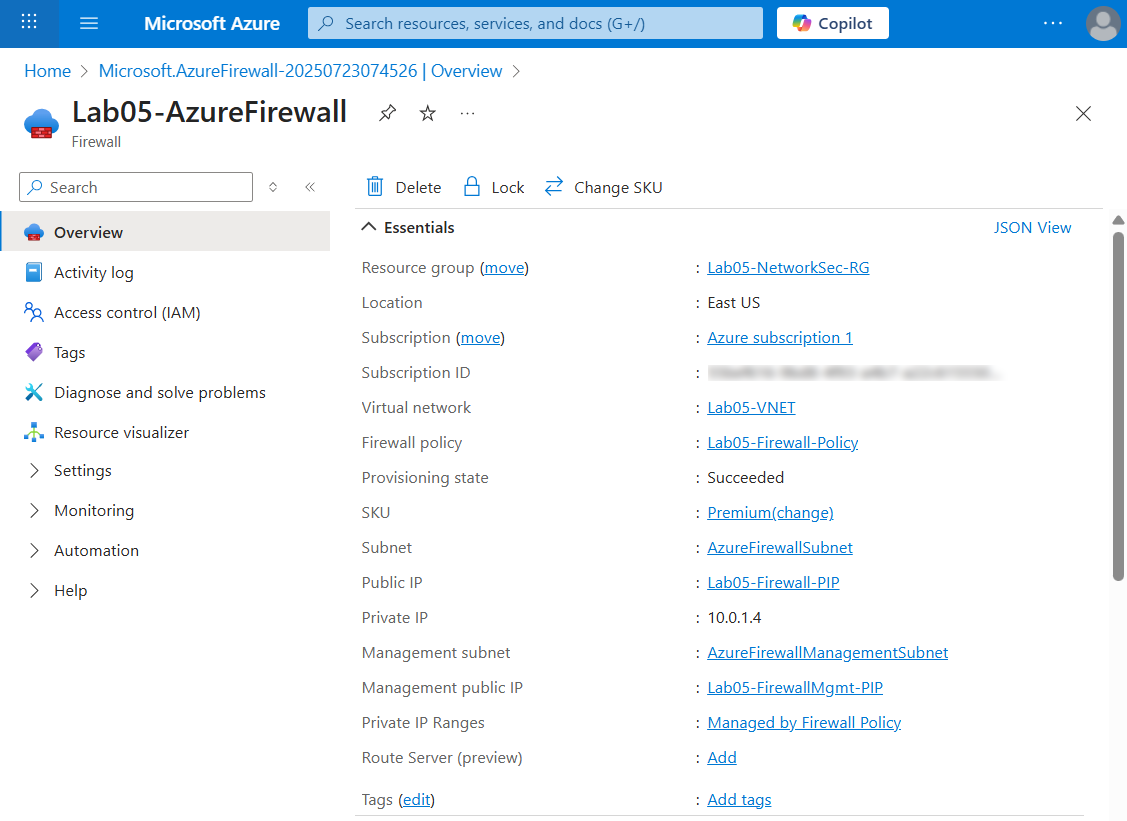 Microsoft Azure
Search resources, services, and docs (G+/)
Copilot
Home > Microsoft.AzureFirewall-20250723074526 | Overview >
Lab05-AzureFirewall
Firewall
Search
Overview
Activity log
Access control (IAM)
Tags
Diagnose and solve problems
Resource visualizer
Settings
Monitoring
Automation
Help
Delete Lock Change SKU
Essentials JSON View
Resource group (move) : Lab05-NetworkSec-RG
Location : East US
Subscription (move) : Azure subscription 1
Subscription ID :
Virtual network : Lab05-VNET
Firewall policy : Lab05-Firewall-Policy
Provisioning state : Succeeded
SKU : Premium(change)
Subnet : AzureFirewallSubnet
Public IP : Lab05-Firewall-PIP
Private IP : 10.0.1.4
Management subnet : AzureFirewallManagementSubnet
Management public IP : Lab05-FirewallMgmt-PIP
Private IP Ranges : Managed by Firewall Policy
Route Server (preview) : Add
Tags (edit) : Add tags